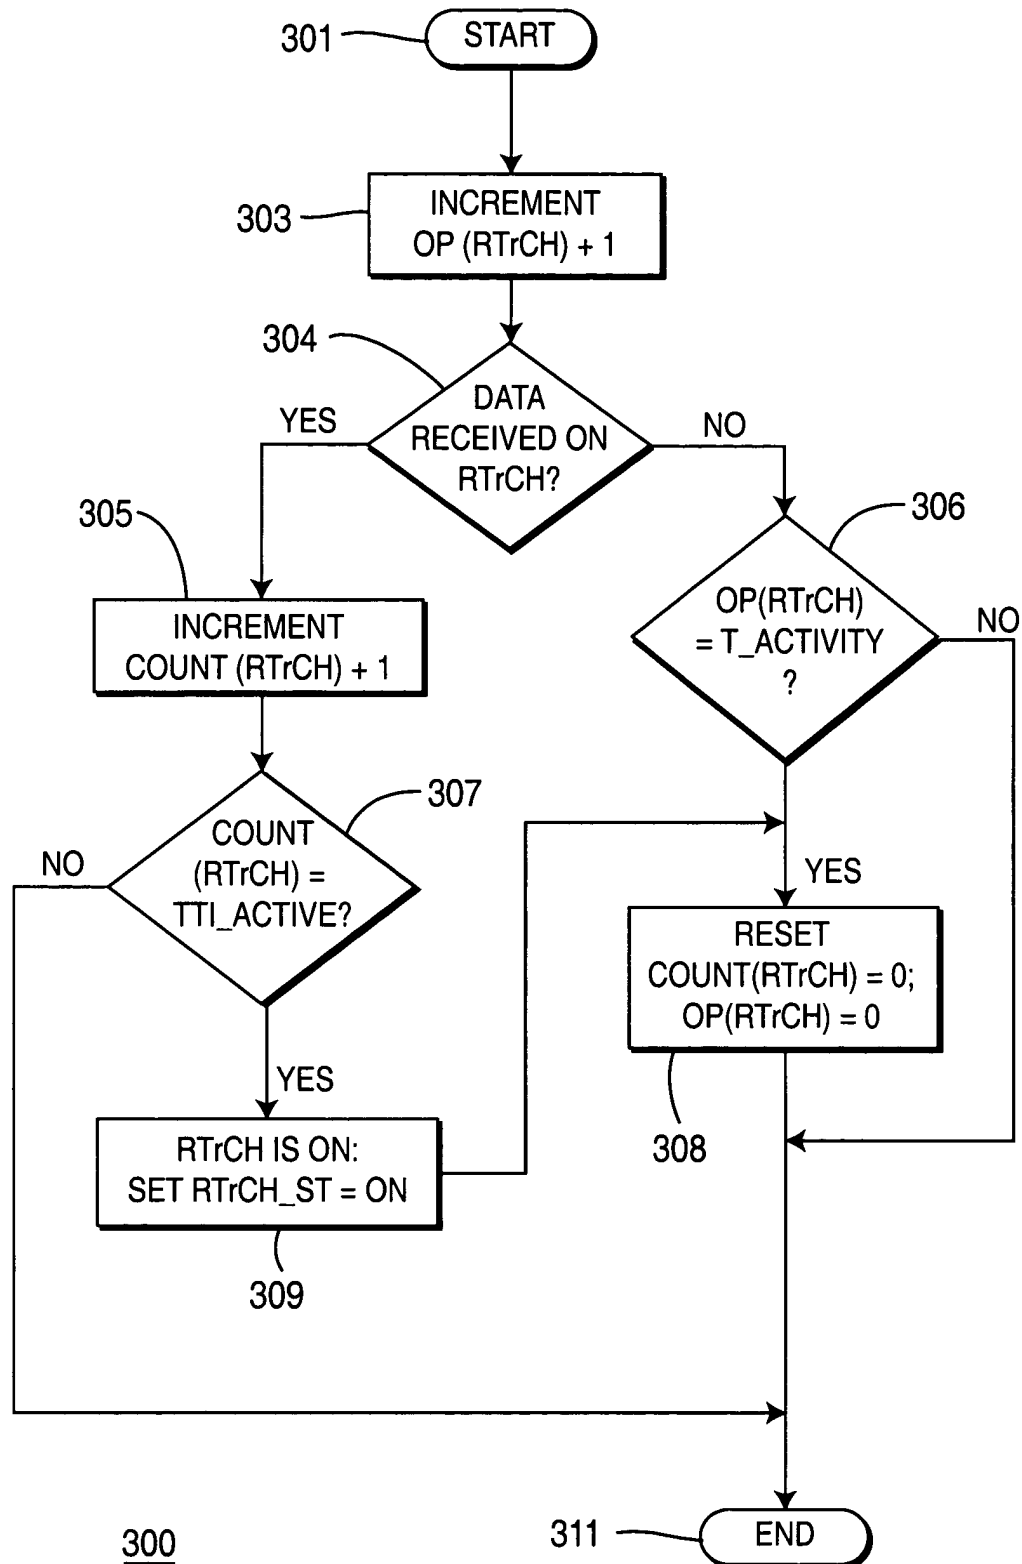 301
START
303
INCREMENT
OP (RTrCH) + 1
304
DATA
RECEIVED ON
RTrCH?
YES
NO
305
INCREMENT
COUNT (RTrCH) + 1
306
OP(RTrCH)
= T_ACTIVITY
?
NO
307
COUNT
(RTrCH) =
TTI_ACTIVE?
NO
YES
YES
RESET
COUNT(RTrCH) = 0;
OP(RTrCH) = 0
308
RTrCH IS ON:
SET RTrCH_ST = ON
309
300
311
END